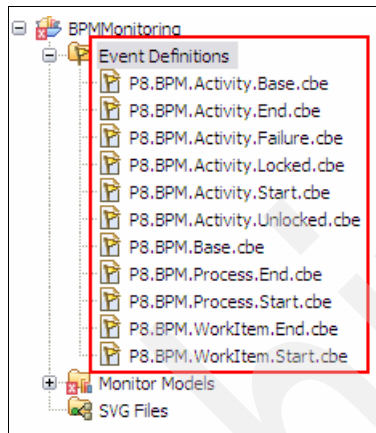 BPMMonitoring
Event Definitions
P8.BPM.Activity.Base.cbe
P8.BPM.Activity.End.cbe
P8.BPM.Activity.Failure.cbe
P8.BPM.Activity.Locked.cbe
P8.BPM.Activity.Start.cbe
P8.BPM.Activity.Unlocked.cbe
P8.BPM.Base.cbe
P8.BPM.Process.End.cbe
P8.BPM.Process.Start.cbe
P8.BPM.WorkItem.End.cbe
P8.BPM.WorkItem.Start.cbe
Monitor Models
SVG Files